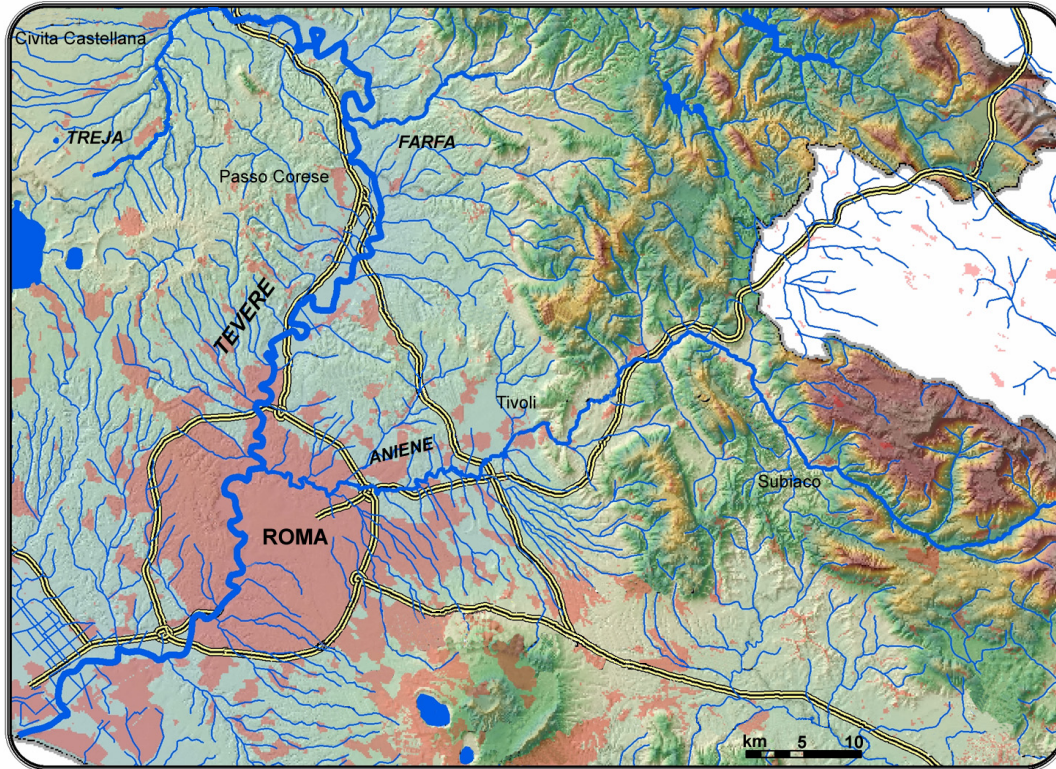 Civita Castellana
TREJA
FARFA
Passo Corese
TEVERE
Tivoli
ANIENE
Subiaco
ROMA
km 5 10